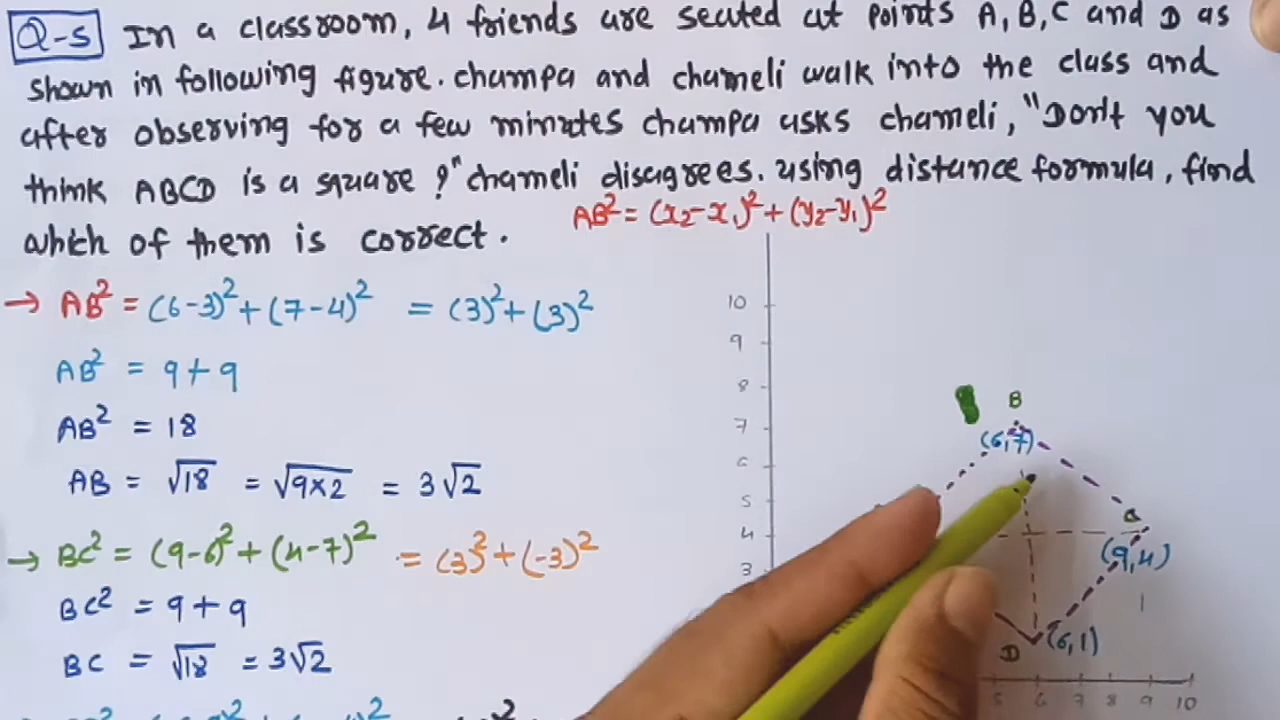 Q-5 In a classroom, 4 friends are seated at points A, B, C and D as
shown in following figure. champa and chameli walk into the class and
after observing for a few minutes champa asks chameli, "Don't you
think ABCD is a square ?" chameli disagrees. using distance formula, find
which of them is correct.
AB² = (x₂-x₁)² + (y₂-y₁)²
→ AB² = (6-3)² + (7-4)² = (3)² + (3)²
AB² = 9+9
AB² = 18
AB = √18 = √9×2 = 3√2
→ BC² = (9-6)² + (4-7)² = (3)² + (-3)²
BC² = 9+9
BC = √18 = 3√2
10
9
8
B
7
(6,7)
6
5
4
(9,4)
3
D (6,1)
5 6 7 8 9 10